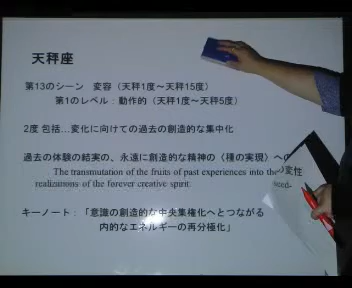 天秤座
第13のシーン　変容（天秤1度～天秤15度）
第1のレベル：動作的（天秤1度～天秤5度）
2度 包括…変化に向けての過去の創造的な集中化
過去の体験の結実の、永遠に創造的な精神の〈種の実現〉への変性
The transmutation of the fruits of past experiences into the
realizations of the forever creative spirit.
キーノート：「意識の創造的な中央集権化へとつながる
内的なエネルギーの再分極化」